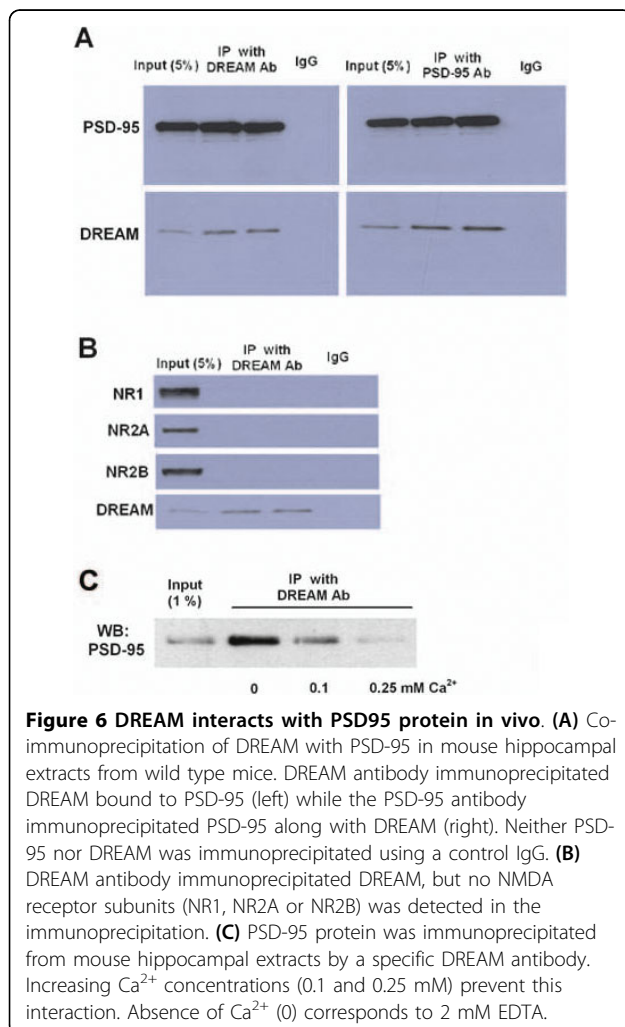 A
Input (5%) IP with DREAM Ab IgG Input (5%) IP with PSD-95 Ab IgG
PSD-95
DREAM
B
Input (5%) IP with DREAM Ab IgG
NR1
NR2A
NR2B
DREAM
C
Input (1 %) IP with DREAM Ab
WB: PSD-95
0 0.1 0.25 mM Ca²⁺
Figure 6 DREAM interacts with PSD95 protein in vivo. (A) Co-
immunoprecipitation of DREAM with PSD-95 in mouse hippocampal
extracts from wild type mice. DREAM antibody immunoprecipitated
DREAM bound to PSD-95 (left) while the PSD-95 antibody
immunoprecipitated PSD-95 along with DREAM (right). Neither PSD-
95 nor DREAM was immunoprecipitated using a control IgG. (B)
DREAM antibody immunoprecipitated DREAM, but no NMDA
receptor subunits (NR1, NR2A or NR2B) was detected in the
immunoprecipitation. (C) PSD-95 protein was immunoprecipitated
from mouse hippocampal extracts by a specific DREAM antibody.
Increasing Ca²⁺ concentrations (0.1 and 0.25 mM) prevent this
interaction. Absence of Ca²⁺ (0) corresponds to 2 mM EDTA.